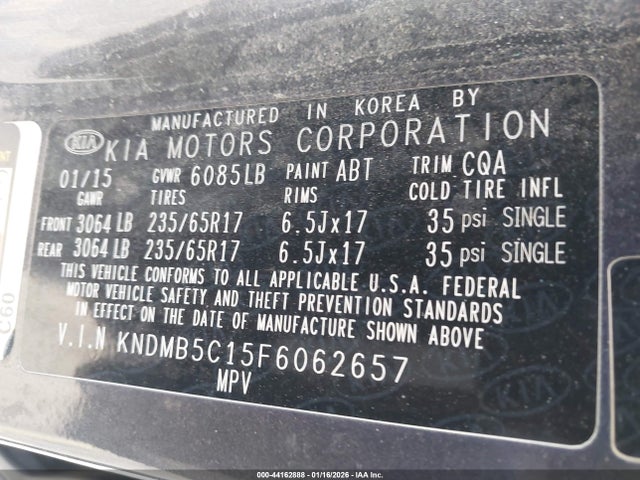 MANUFACTURED IN KOREA BY
KIA KIA MOTORS CORPORATION
01/15 GVWR 6085LB PAINT ABT TRIM CQA
GAWR TIRES RIMS COLD TIRE INFL
FRONT 3064 LB 235/65R17 6.5Jx17 35 psi SINGLE
REAR 3064 LB 235/65R17 6.5Jx17 35 psi SINGLE
THIS VEHICLE CONFORMS TO ALL APPLICABLE U.S.A. FEDERAL
MOTOR VEHICLE SAFETY AND THEFT PREVENTION STANDARDS
IN EFFECT ON THE DATE OF MANUFACTURE SHOWN ABOVE
V.I.N KNDMB5C15F6062657
MPV
C60
000-44162888 - 01/16/2026 - IAA Inc.